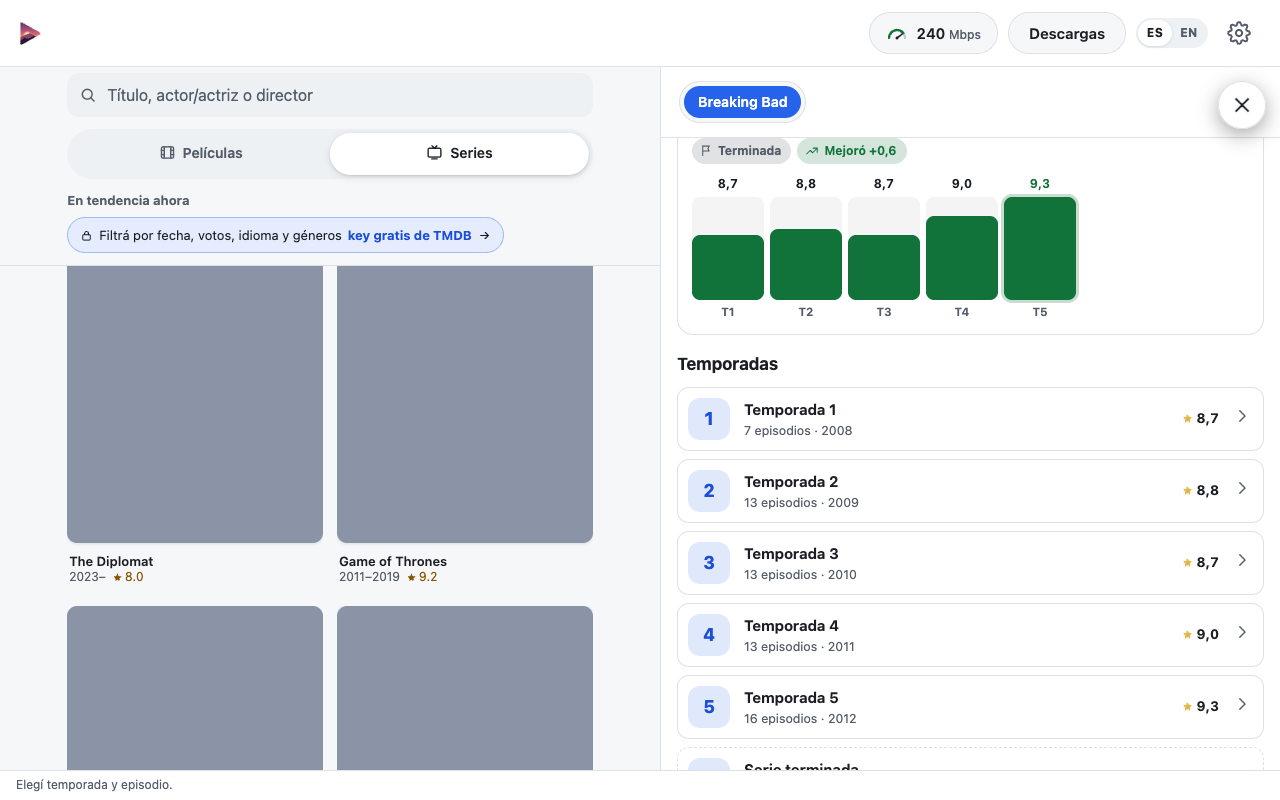 240 Mbps
Descargas
ES EN
Título, actor/actriz o director
Películas
Series
En tendencia ahora
Filtrá por fecha, votos, idioma y géneros key gratis de TMDB →
The Diplomat
2023– ★ 8.0
Game of Thrones
2011–2019 ★ 9.2
Breaking Bad
Terminada
Mejoró +0,6
8,7 8,8 8,7 9,0 9,3
T1 T2 T3 T4 T5
Temporadas
1
Temporada 1
7 episodios · 2008
★ 8,7
2
Temporada 2
13 episodios · 2009
★ 8,8
3
Temporada 3
13 episodios · 2010
★ 8,7
4
Temporada 4
13 episodios · 2011
★ 9,0
5
Temporada 5
16 episodios · 2012
★ 9,3
Serie terminada
Elegí temporada y episodio.